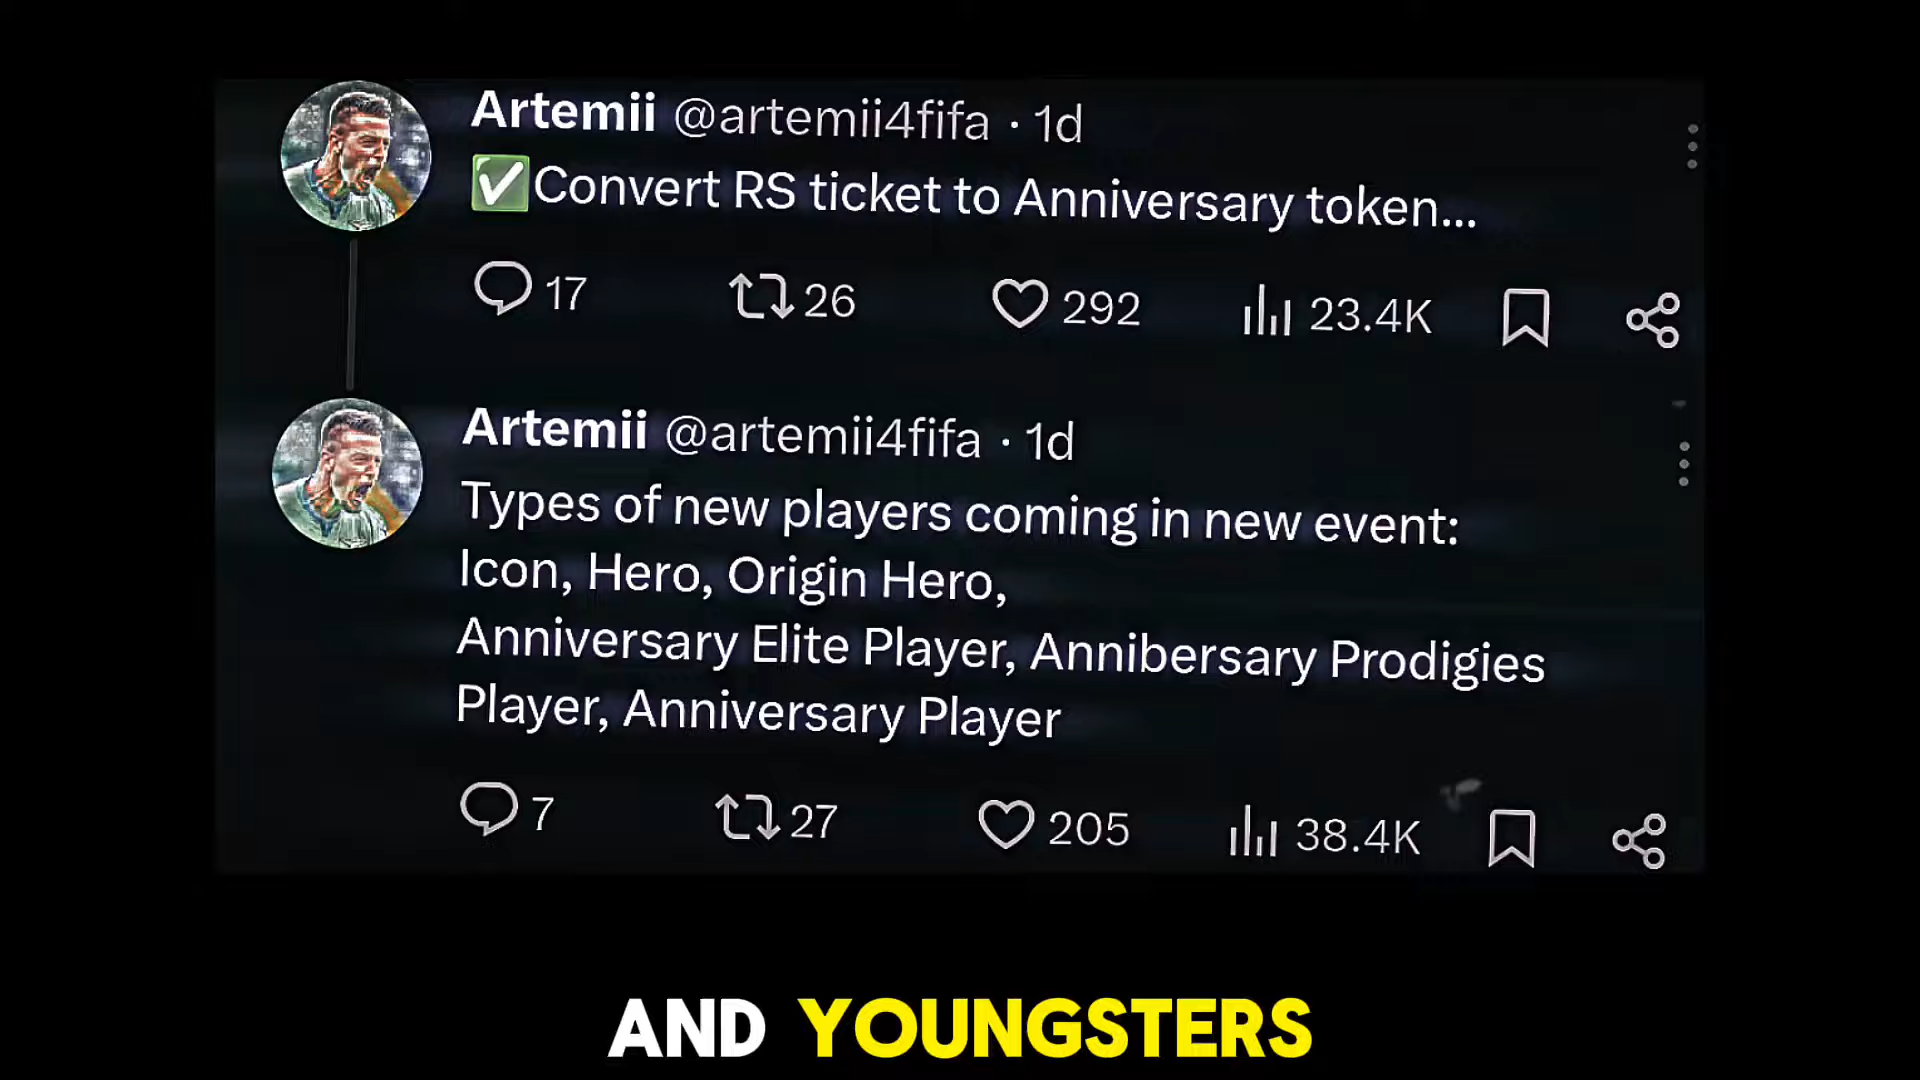 Artemii @artemii4fifa · 1d
✅Convert RS ticket to Anniversary token...
17 26 292 23.4K
Artemii @artemii4fifa · 1d
Types of new players coming in new event:
Icon, Hero, Origin Hero,
Anniversary Elite Player, Annibersary Prodigies
Player, Anniversary Player
7 27 205 38.4K
AND YOUNGSTERS